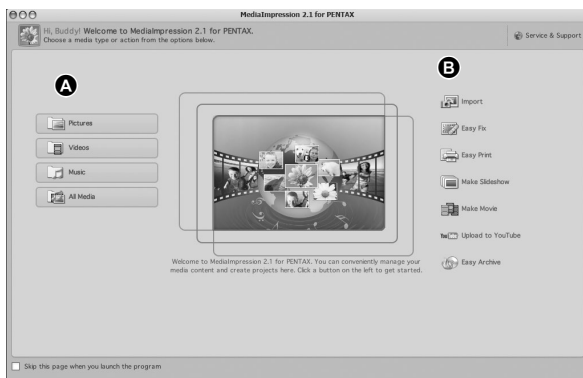 MediaImpression 2.1 for PENTAX
Hi, Buddy! Welcome to MediaImpression 2.1 for PENTAX.
Choose a media type or action from the options below.
Service & Support
A
Pictures
Videos
Music
All Media
B
Import
Easy Fix
Easy Print
Make Slideshow
Make Movie
You Tube Upload to YouTube
Easy Archive
Welcome to MediaImpression 2.1 for PENTAX. You can conveniently manage your
media content and create projects here. Click a button on the left to get started.
Skip this page when you launch the program